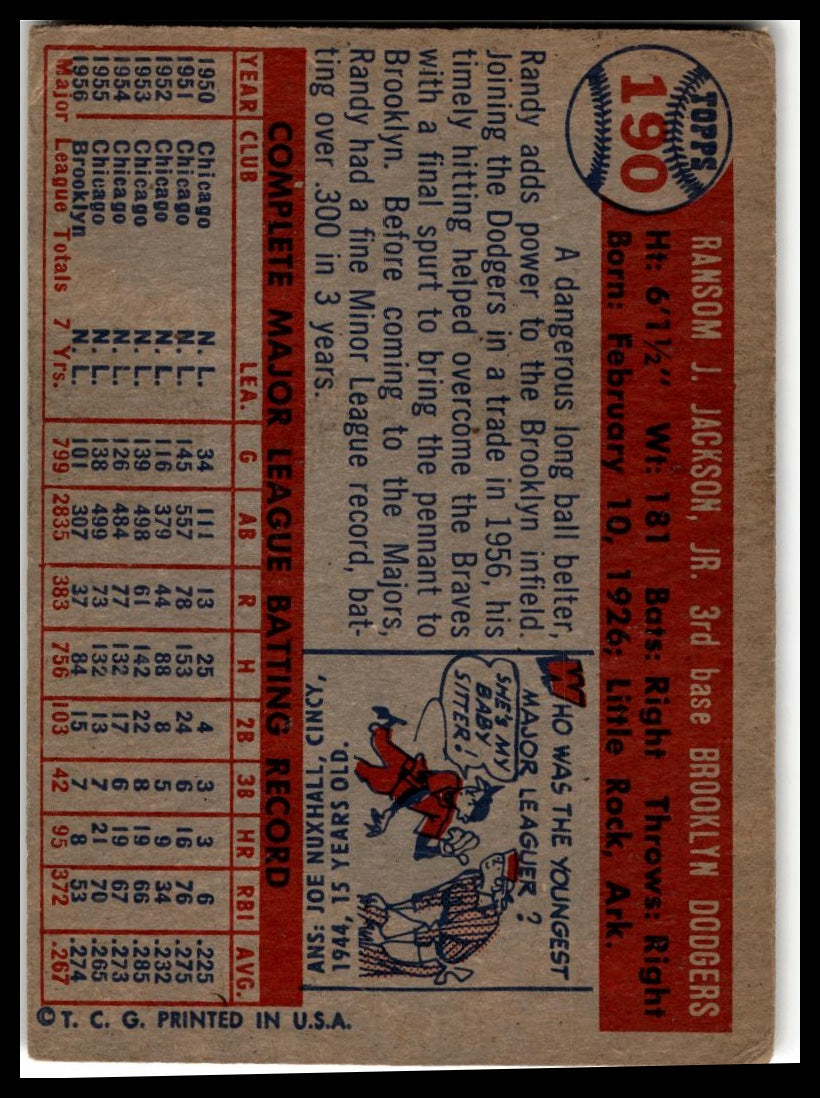 TOPPS
190
RANSOM J. JACKSON, JR. 3rd base BROOKLYN DODGERS
Ht: 6'1½" Wt: 181 Bats: Right Throws: Right
Born: February 10, 1926; Little Rock, Ark.
A dangerous long ball belter,
Randy adds power to the Brooklyn infield.
Joining the Dodgers in a trade in 1956, his
timely hitting helped overcome the Braves
with a final spurt to bring the pennant to
Brooklyn. Before coming to the Majors,
Randy had a fine Minor League record, bat-
ting over .300 in 3 years.
WHO WAS THE YOUNGEST
MAJOR LEAGUER?
SHE'S MY
BABY
SITTER!
ANS: JOE NUXHALL, CINCY,
1944, 15 YEARS OLD.
COMPLETE MAJOR LEAGUE BATTING RECORD
YEAR CLUB LEA. G AB R H 2B 3B HR RBI AVG.
1950 Chicago N. L. 34 111 13 25 4 3 3 6 .225
1951 Chicago N. L. 145 557 78 153 24 6 16 76 .275
1952 Chicago N. L. 116 379 44 88 8 5 9 34 .232
1953 Chicago N. L. 139 498 61 142 22 8 19 66 .285
1954 Chicago N. L. 126 484 77 132 17 6 19 67 .273
1955 Chicago N. L. 138 499 73 132 13 7 21 70 .265
1956 Brooklyn N. L. 101 307 37 84 15 7 8 53 .274
Major League Totals 7 Yrs. 799 2835 383 756 103 42 95 372 .267
© T. C. G. PRINTED IN U.S.A.